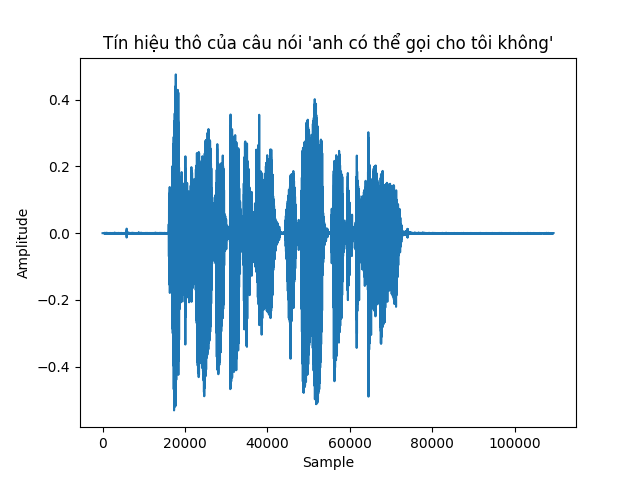 Tín hiệu thô của câu nói 'anh có thể gọi cho tôi không'
0.4
0.2
0.0
−0.2
−0.4
Amplitude
0 20000 40000 60000 80000 100000
Sample